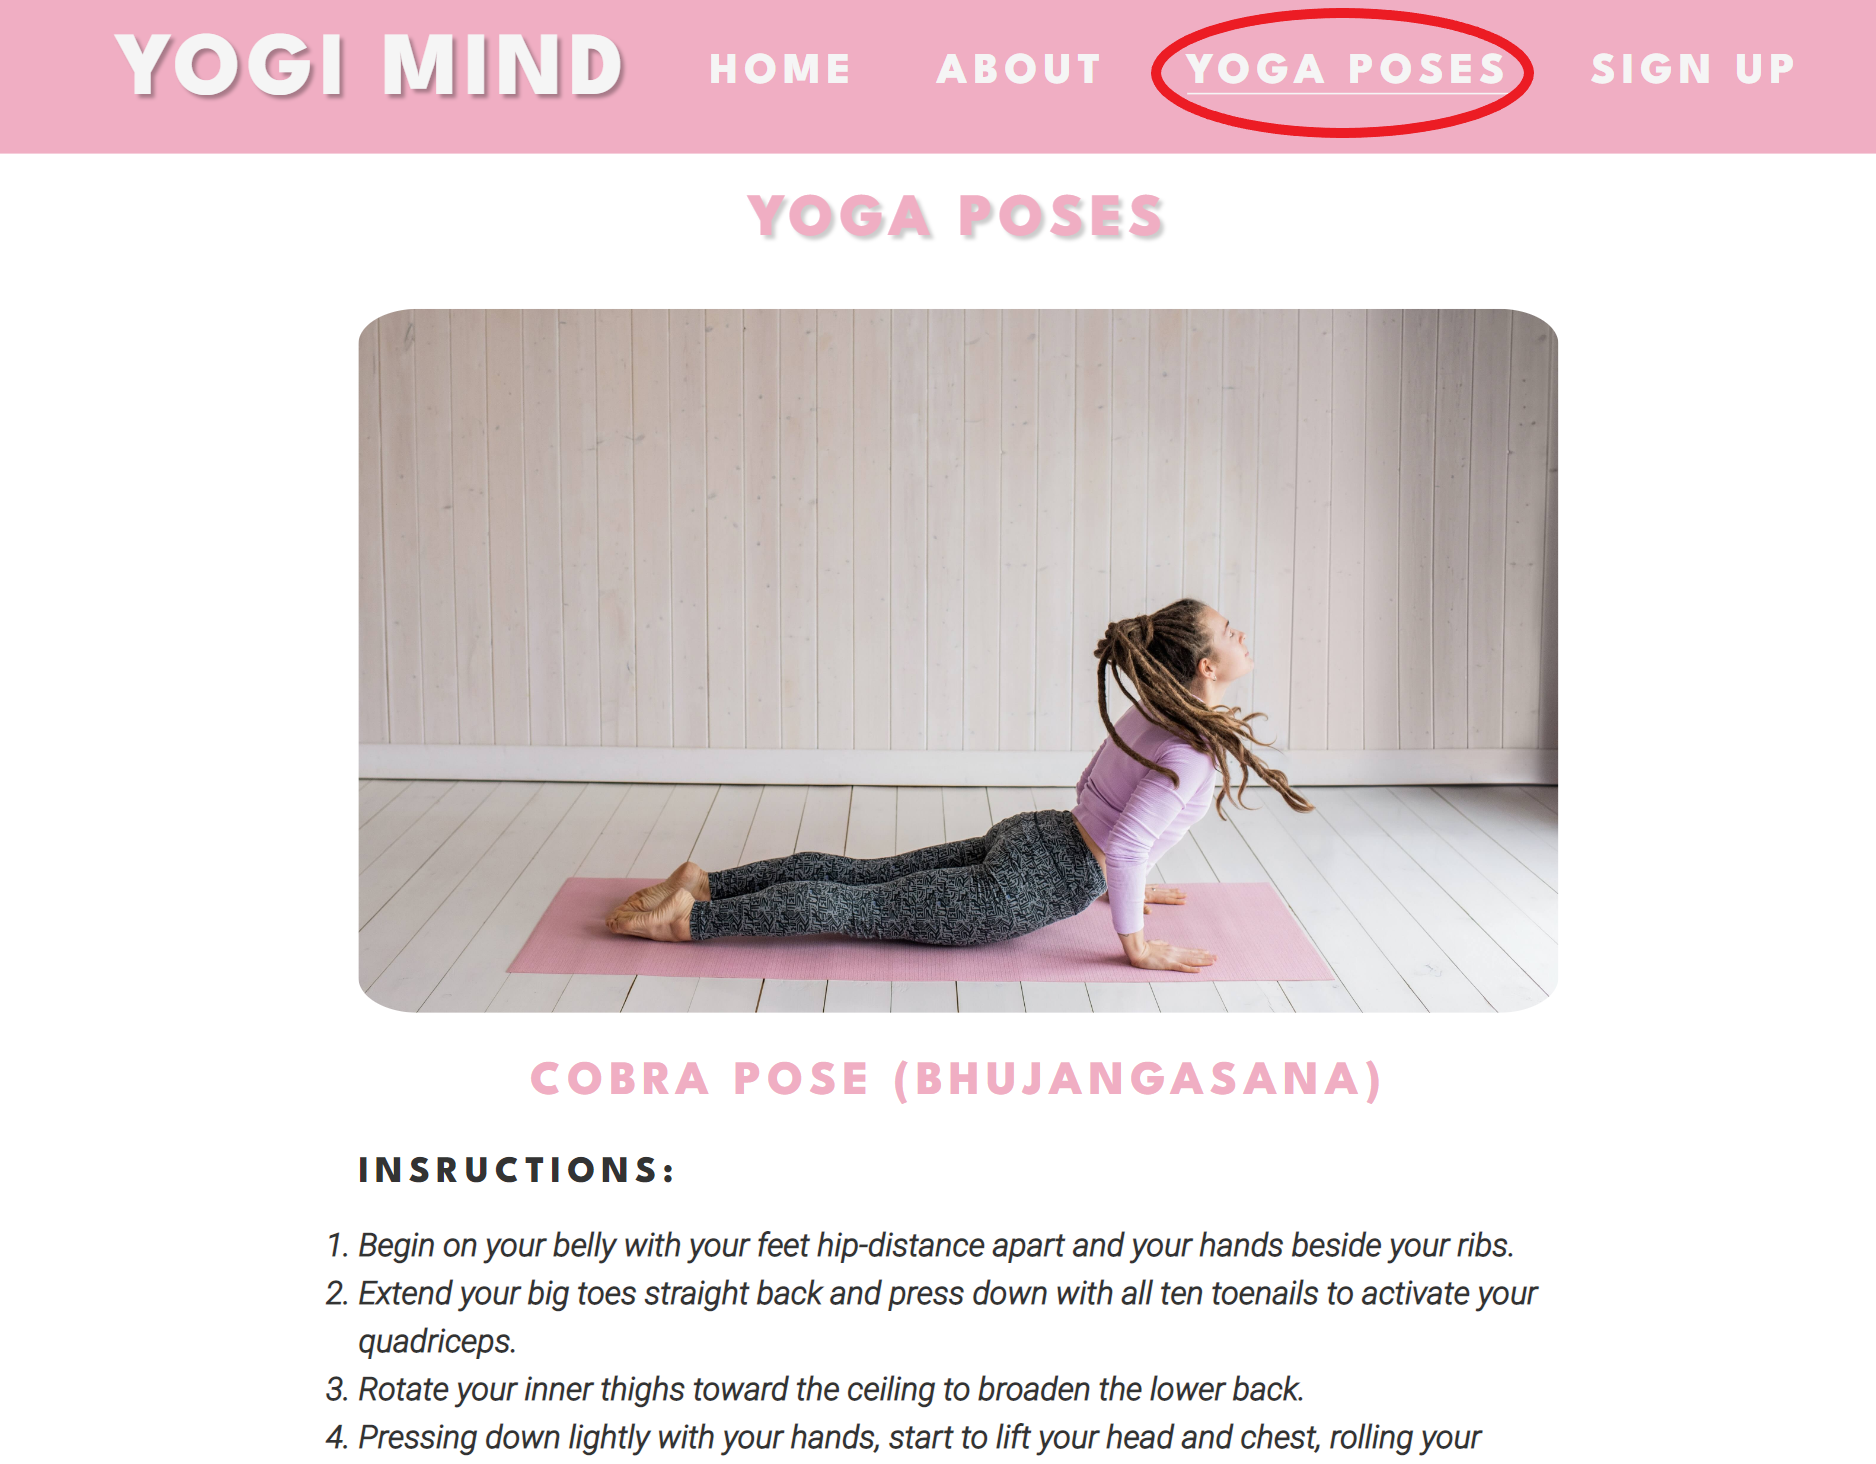 YOGI MIND HOME ABOUT YOGA POSES SIGN UP
YOGA POSES
COBRA POSE (BHUJANGASANA)
INSRUCTIONS:
1. Begin on your belly with your feet hip-distance apart and your hands beside your ribs.
2. Extend your big toes straight back and press down with all ten toenails to activate your
quadriceps.
3. Rotate your inner thighs toward the ceiling to broaden the lower back.
4. Pressing down lightly with your hands, start to lift your head and chest, rolling your